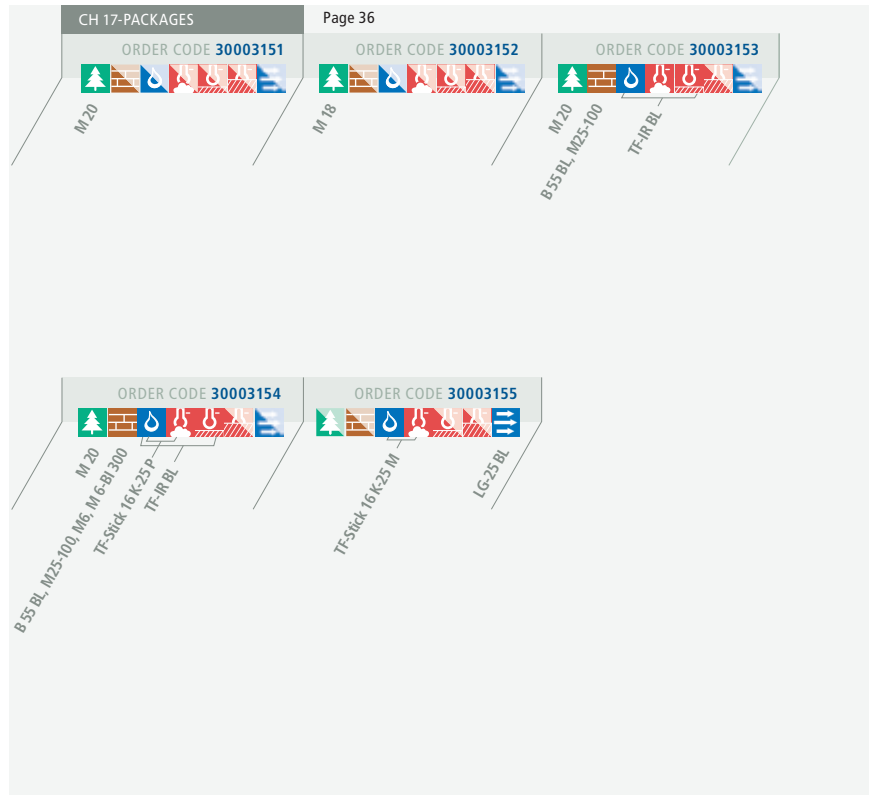 CH 17-PACKAGES
Page 36
ORDER CODE 30003151
ORDER CODE 30003152
ORDER CODE 30003153
M 20
M 18
M 20
B 55 BL, M25-100
TF-IR BL
ORDER CODE 30003154
ORDER CODE 30003155
M 20
B 55 BL, M25-100, M6, M 6-BI 300
TF-Stick 16 K-25 P
TF-IR BL
TF-Stick 16 K-25 M
LG-25 BL